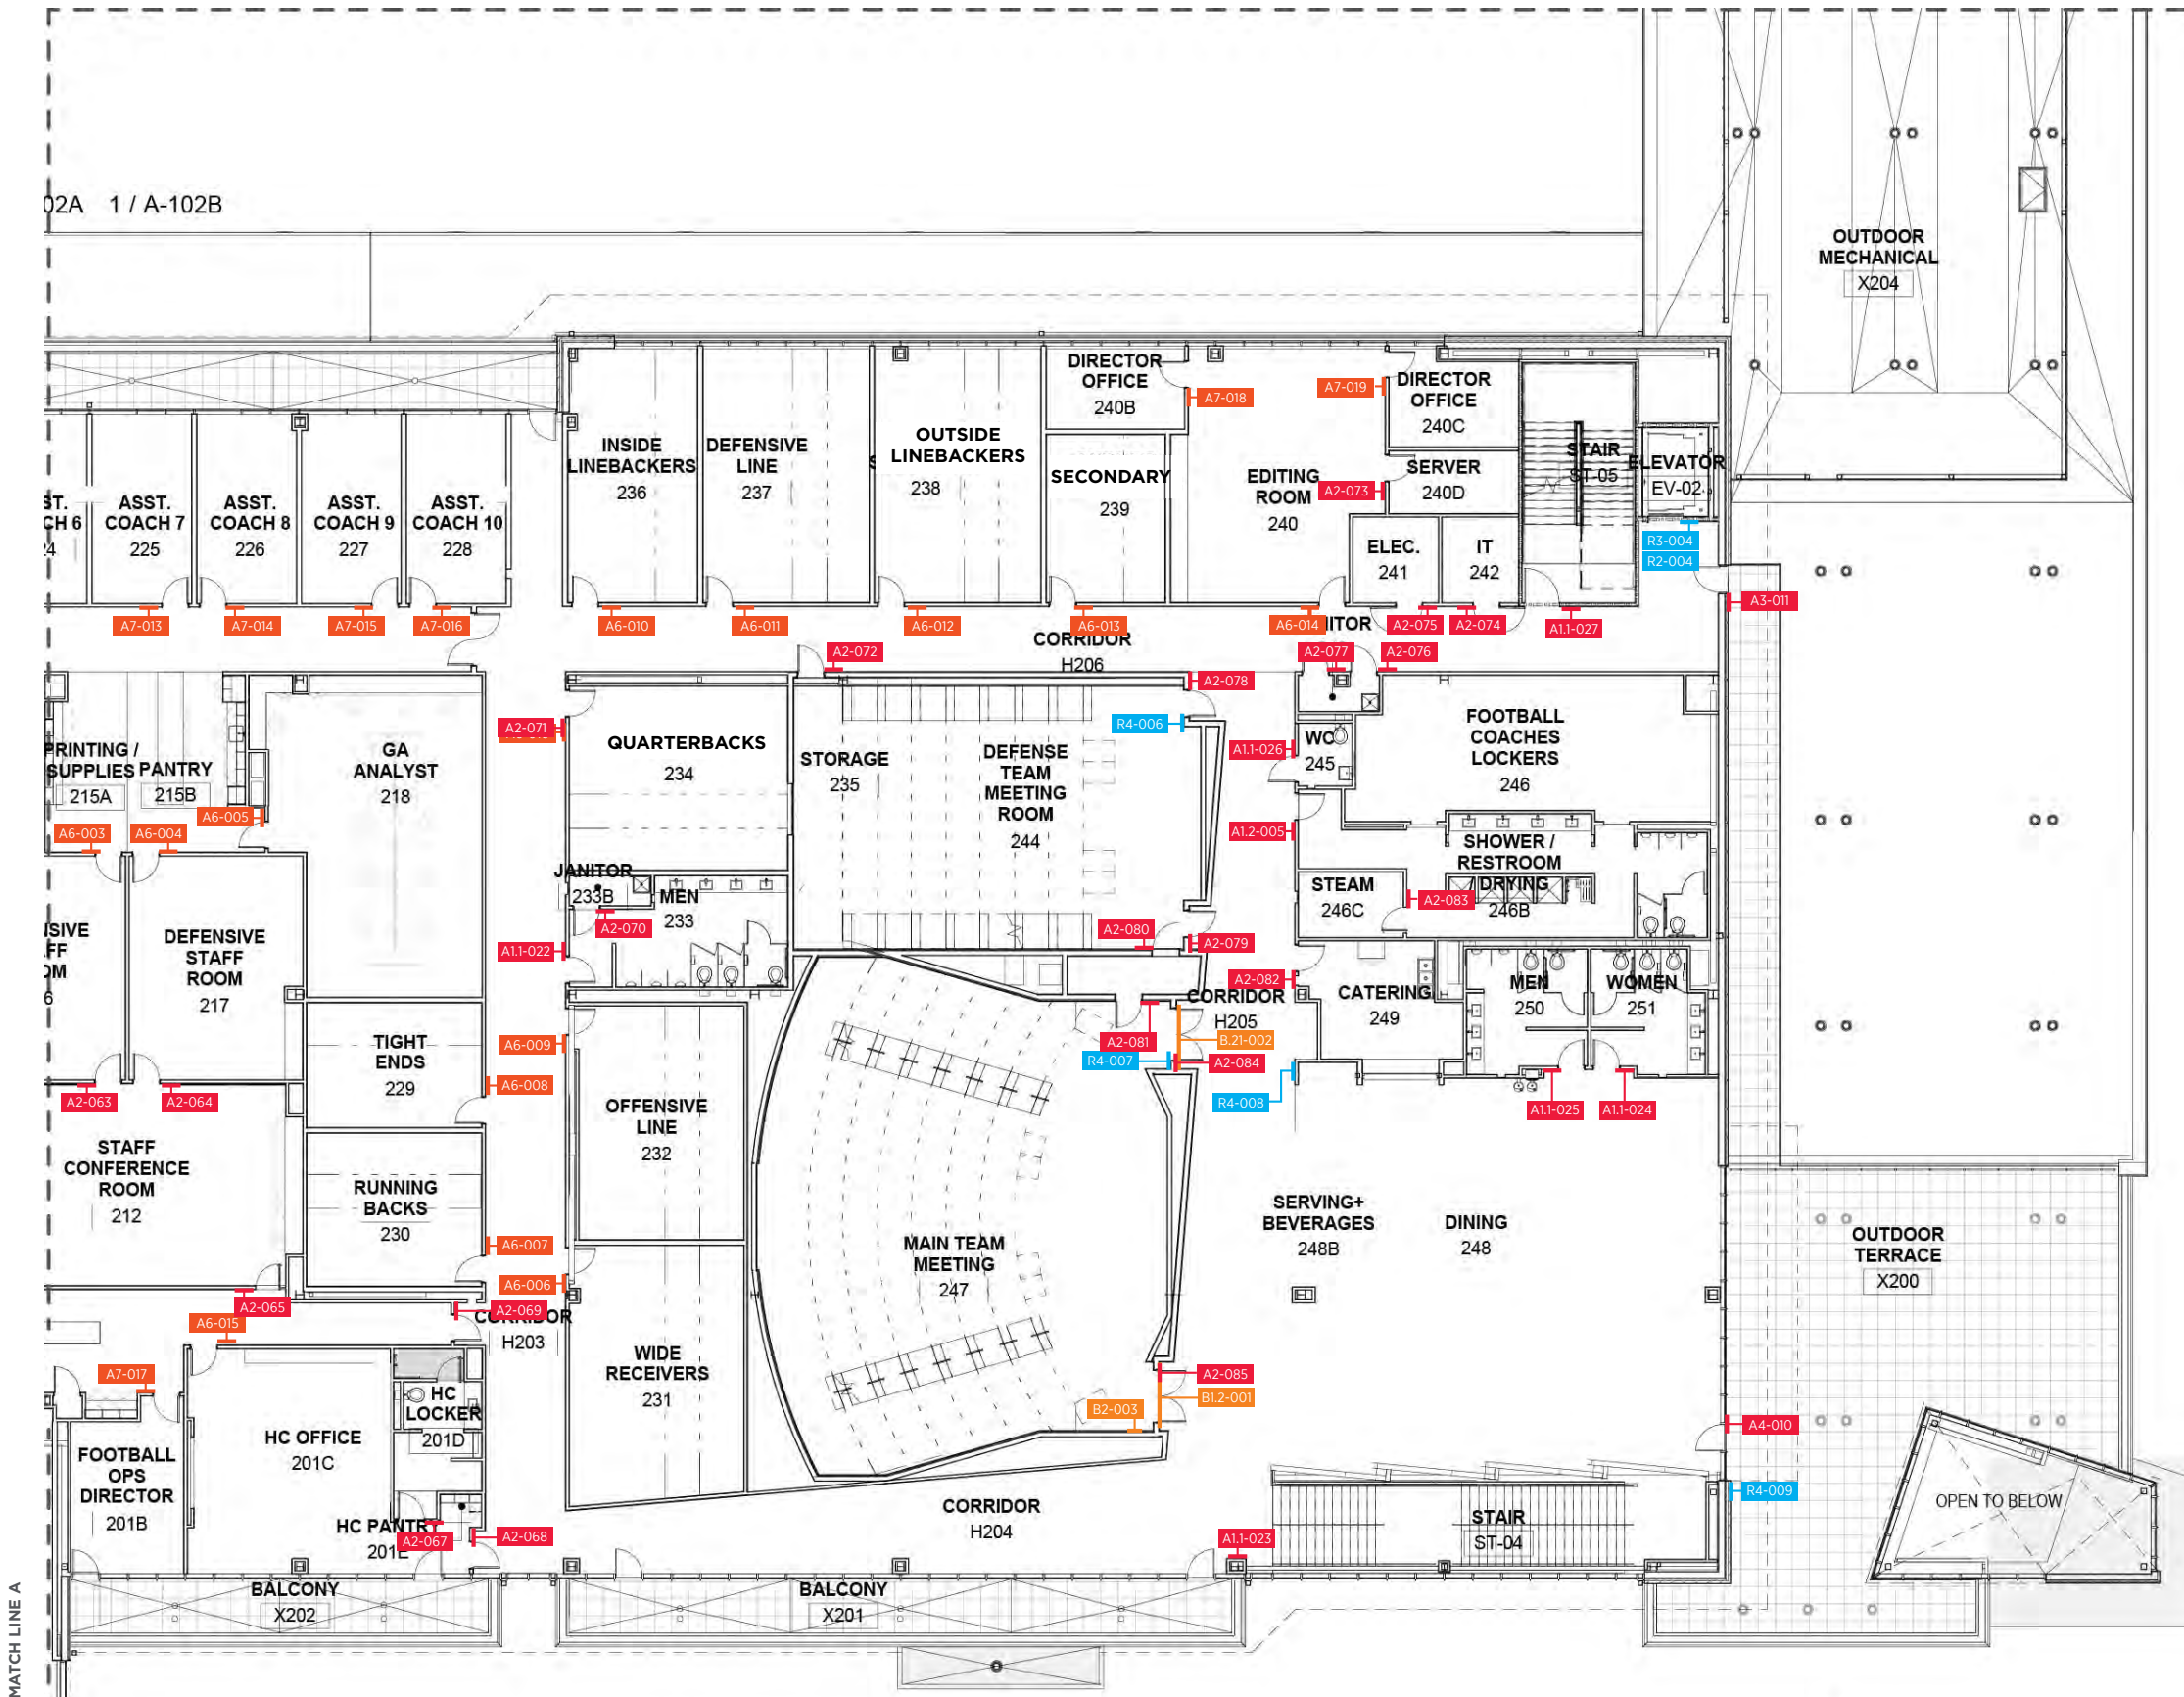 02A 1 / A-102B
OUTDOOR
MECHANICAL
X204
DIRECTOR
OFFICE
240B
A7-018
A7-019
DIRECTOR
OFFICE
240C
INSIDE
LINEBACKERS
236
DEFENSIVE
LINE
237
OUTSIDE
LINEBACKERS
238
SECONDARY
239
EDITING
ROOM
240
A2-073
SERVER
240D
STAIR
ST-05
ELEVATOR
EV-02
ST.
CH 6
24
ASST.
COACH 7
225
ASST.
COACH 8
226
ASST.
COACH 9
227
ASST.
COACH 10
228
ELEC.
241
IT
242
R3-004
R2-004
A3-011
A7-013
A7-014
A7-015
A7-016
A6-010
A6-011
A6-012
A6-013
A6-014
ITOR
A2-075
A2-074
A1.1-027
CORRIDOR
H206
A2-072
A2-077
A2-076
A2-078
A2-071
R4-006
PRINTING /
SUPPLIES
215A
PANTRY
215B
GA
ANALYST
218
QUARTERBACKS
234
STORAGE
235
DEFENSE
TEAM
MEETING
ROOM
244
A1.1-026
WC
245
FOOTBALL
COACHES
LOCKERS
246
A6-003
A6-004
A6-005
A1.2-005
SHOWER /
RESTROOM
/ DRYING
246B
JANITOR
233B
MEN
233
STEAM
246C
A2-083
A2-070
A2-080
A2-079
A1.1-022
NSIVE
FF
OM
6
DEFENSIVE
STAFF
ROOM
217
A2-082
CORRIDOR
H205
CATERING
249
MEN
250
WOMEN
251
A6-009
TIGHT
ENDS
229
A6-008
A2-081
B.21-002
R4-007
A2-084
R4-008
A1.1-025
A1.1-024
A2-063
A2-064
OFFENSIVE
LINE
232
STAFF
CONFERENCE
ROOM
212
RUNNING
BACKS
230
A6-007
A6-006
MAIN TEAM
MEETING
247
SERVING+
BEVERAGES
248B
DINING
248
OUTDOOR
TERRACE
X200
A2-065
A2-069
CORRIDOR
H203
A6-015
A7-017
WIDE
RECEIVERS
231
A2-085
B1.2-001
B2-003
HC
LOCKER
201D
HC OFFICE
201C
A4-010
FOOTBALL
OPS
DIRECTOR
201B
R4-009
OPEN TO BELOW
HC PANTRY
201E
A2-067
A2-068
CORRIDOR
H204
A1.1-023
STAIR
ST-04
BALCONY
X202
BALCONY
X201
MATCH LINE A